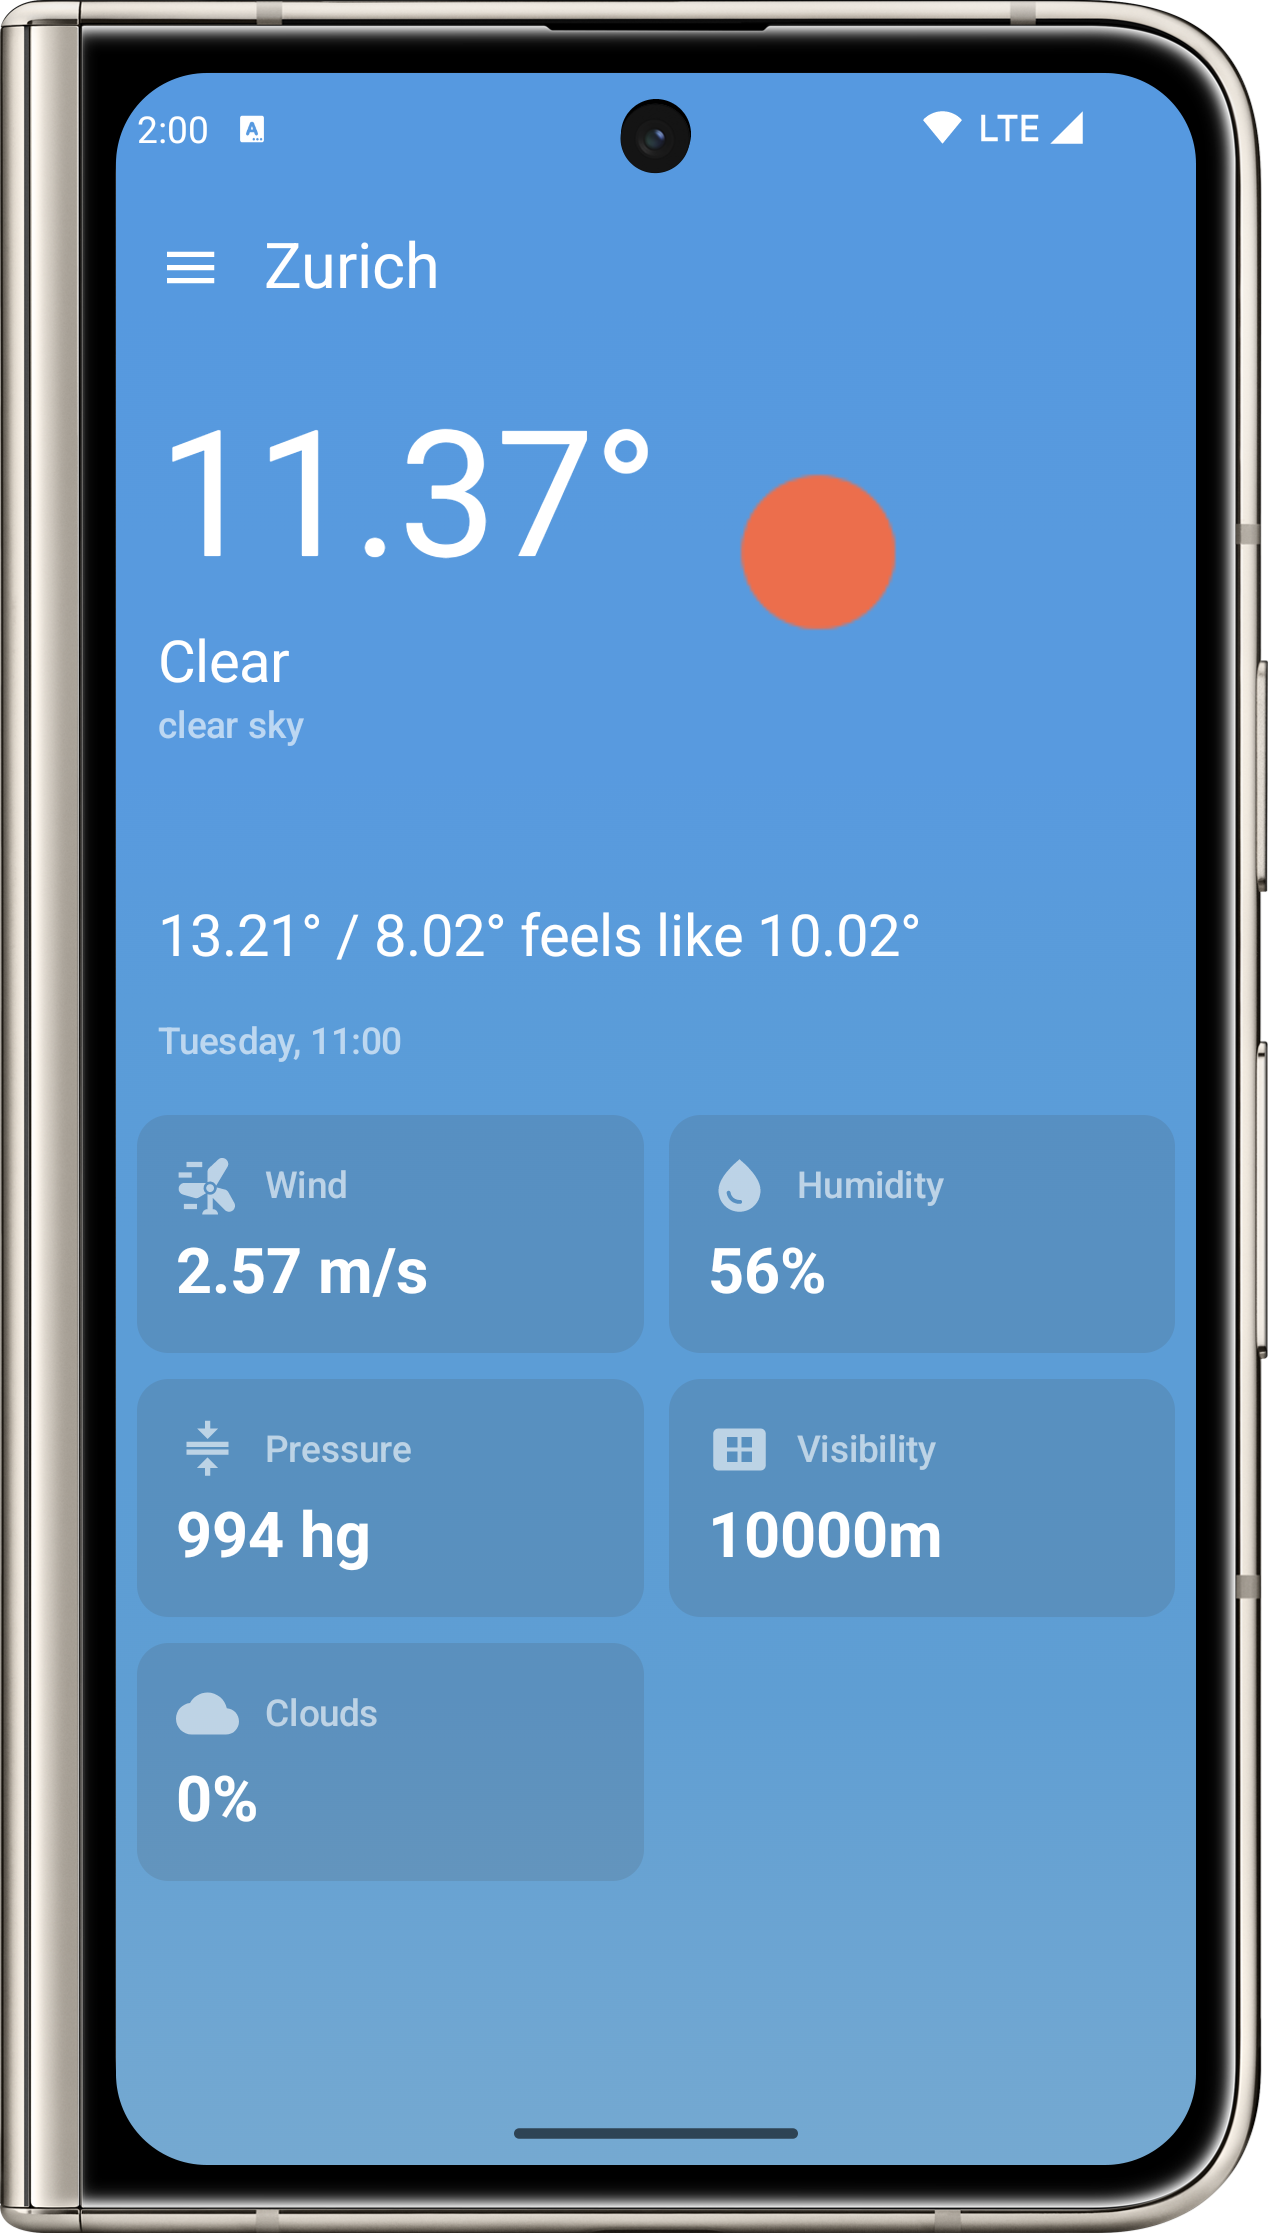 2:00 A LTE
Zurich
11.37°
Clear
clear sky
13.21° / 8.02° feels like 10.02°
Tuesday, 11:00
Wind
2.57 m/s
Humidity
56%
Pressure
994 hg
Visibility
10000m
Clouds
0%